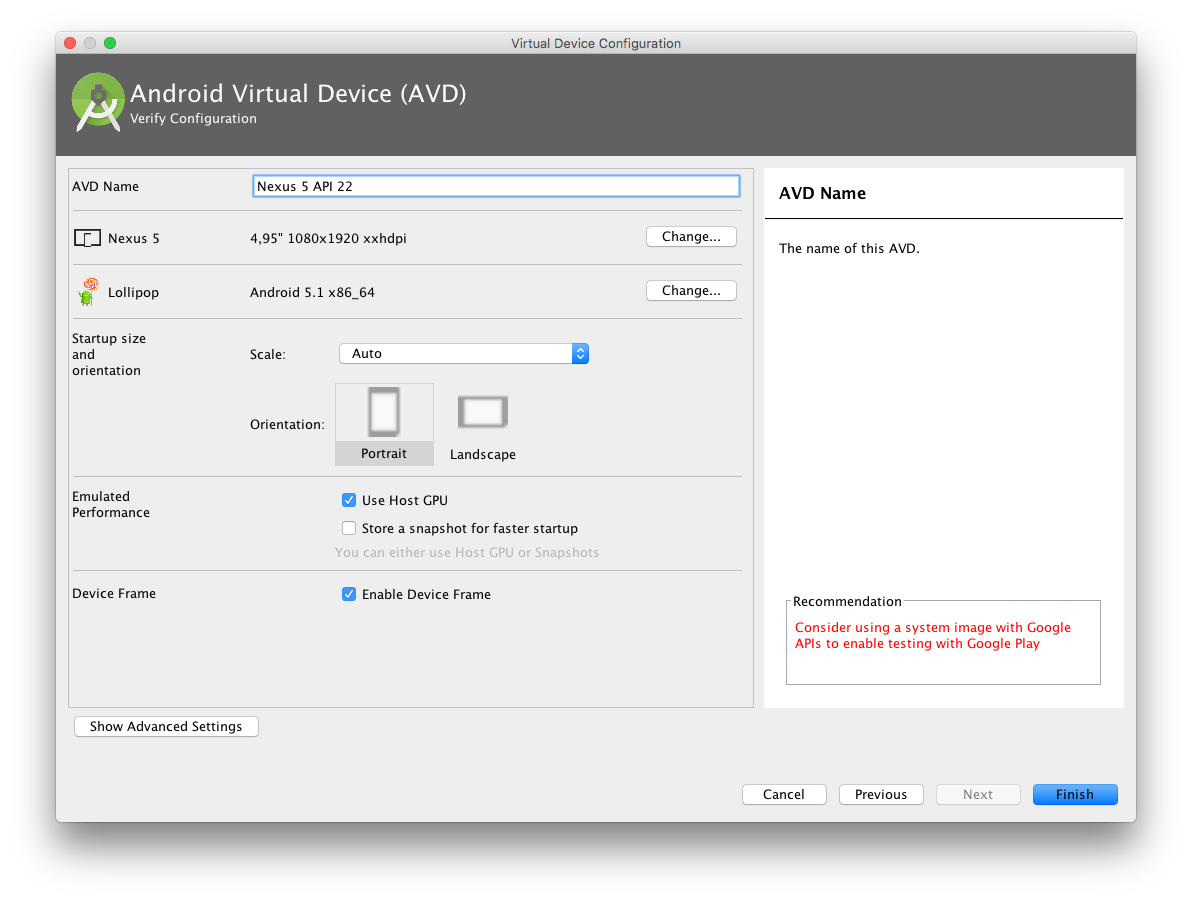 Virtual Device Configuration
Android Virtual Device (AVD)
Verify Configuration
AVD Name
Nexus 5 API 22
Nexus 5
4,95" 1080x1920 xxhdpi
Change...
Lollipop
Android 5.1 x86_64
Change...
Startup size
and
orientation
Scale:
Auto
Orientation:
Portrait
Landscape
Emulated
Performance
Use Host GPU
Store a snapshot for faster startup
You can either use Host GPU or Snapshots
Device Frame
Enable Device Frame
Show Advanced Settings
AVD Name
The name of this AVD.
Recommendation
Consider using a system image with Google
APIs to enable testing with Google Play
Cancel
Previous
Next
Finish